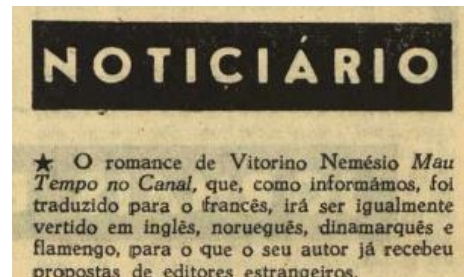 NOTICIÁRIO
★ O romance de Vitorino Nemésio Mau
Tempo no Canal, que, como informámos, foi
traduzido para o francês, irá ser igualmente
vertido em inglês, norueguês, dinamarquês e
flamengo, para o que o seu autor já recebeu
propostas de editores estrangeiros.